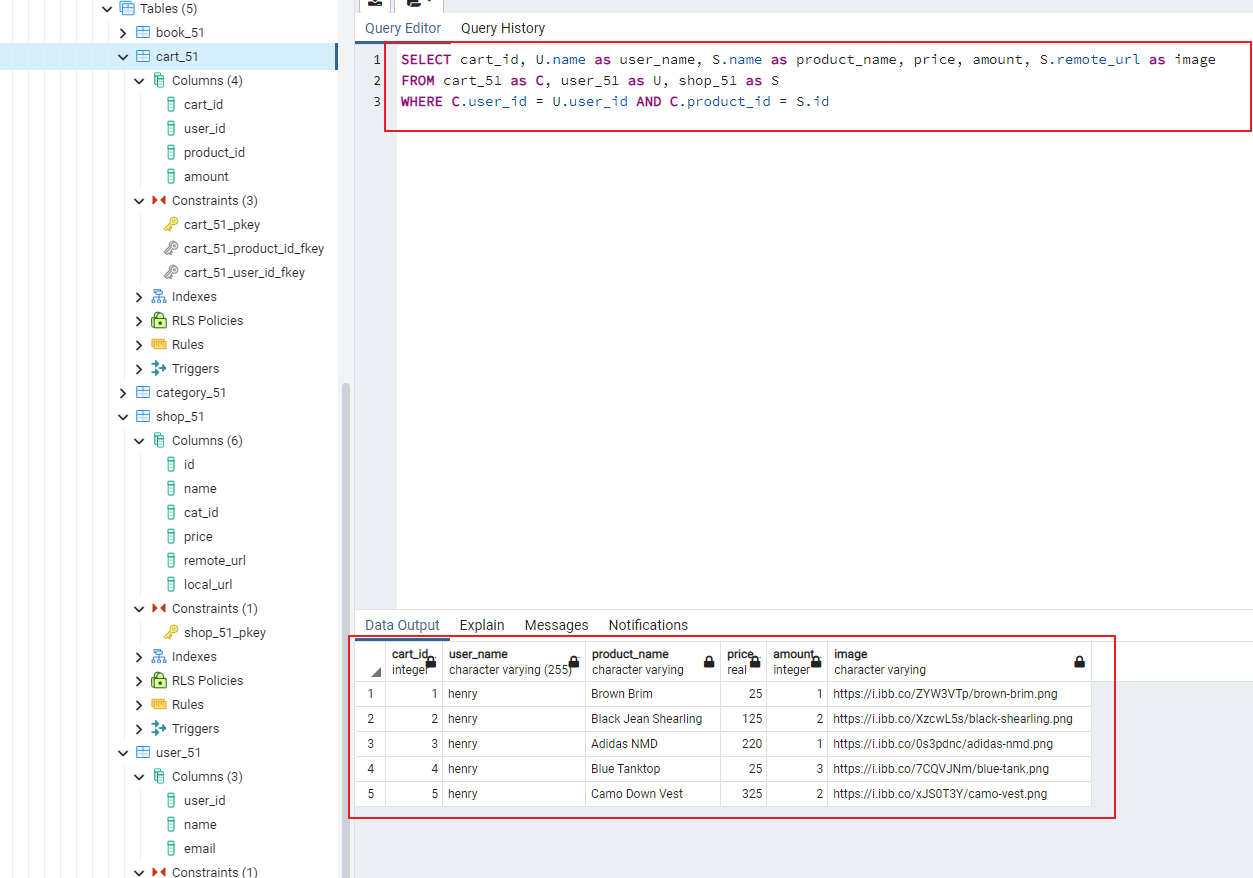 Tables (5)
book_51
cart_51
Columns (4)
cart_id
user_id
product_id
amount
Constraints (3)
cart_51_pkey
cart_51_product_id_fkey
cart_51_user_id_fkey
Indexes
RLS Policies
Rules
Triggers
category_51
shop_51
Columns (6)
id
name
cat_id
price
remote_url
local_url
Constraints (1)
shop_51_pkey
Indexes
RLS Policies
Rules
Triggers
user_51
Columns (3)
user_id
name
email
Constraints (1)
Query Editor Query History
1 SELECT cart_id, U.name as user_name, S.name as product_name, price, amount, S.remote_url as image
2 FROM cart_51 as C, user_51 as U, shop_51 as S
3 WHERE C.user_id = U.user_id AND C.product_id = S.id
Data Output Explain Messages Notifications
cart_id user_name product_name price amount image
integer character varying (255) character varying real integer character varying
1 1 henry Brown Brim 25 1 https://i.ibb.co/ZYW3VTp/brown-brim.png
2 2 henry Black Jean Shearling 125 2 https://i.ibb.co/XzcwL5s/black-shearling.png
3 3 henry Adidas NMD 220 1 https://i.ibb.co/0s3pdnc/adidas-nmd.png
4 4 henry Blue Tanktop 25 3 https://i.ibb.co/7CQVJNm/blue-tank.png
5 5 henry Camo Down Vest 325 2 https://i.ibb.co/xJS0T3Y/camo-vest.png